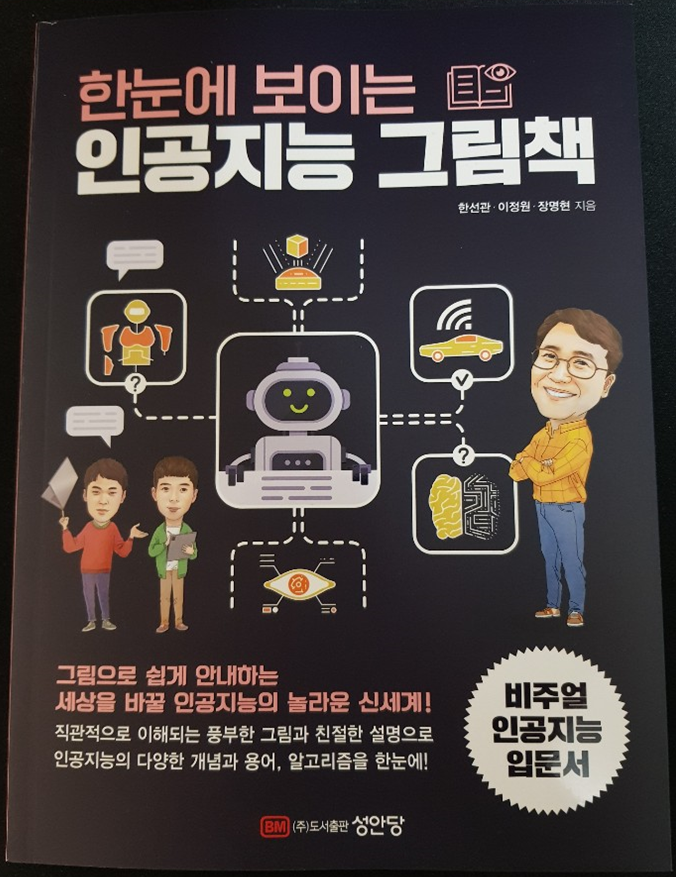 한눈에 보이는
인공지능 그림책
한선관 · 이정원 · 장명현 지음
?
V
?
그림으로 쉽게 안내하는
세상을 바꿀 인공지능의 놀라운 신세계!
직관적으로 이해되는 풍부한 그림과 친절한 설명으로
인공지능의 다양한 개념과 용어, 알고리즘을 한눈에!
비주얼
인공지능
입문서
BM (주)도서출판 성안당